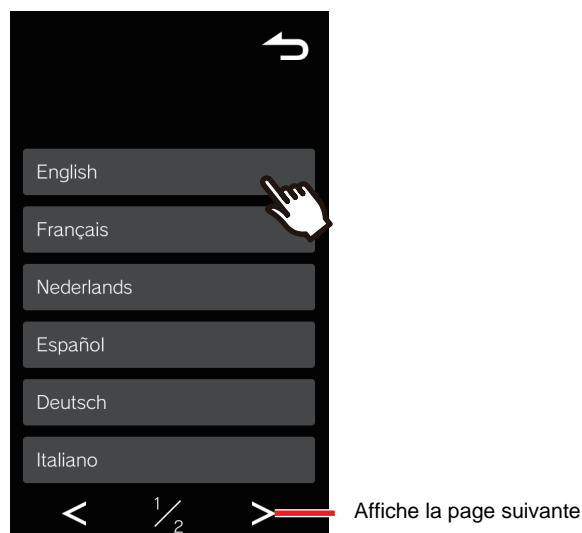 English
Français
Nederlands
Español
Deutsch
Italiano
< 1/2 > Affiche la page suivante